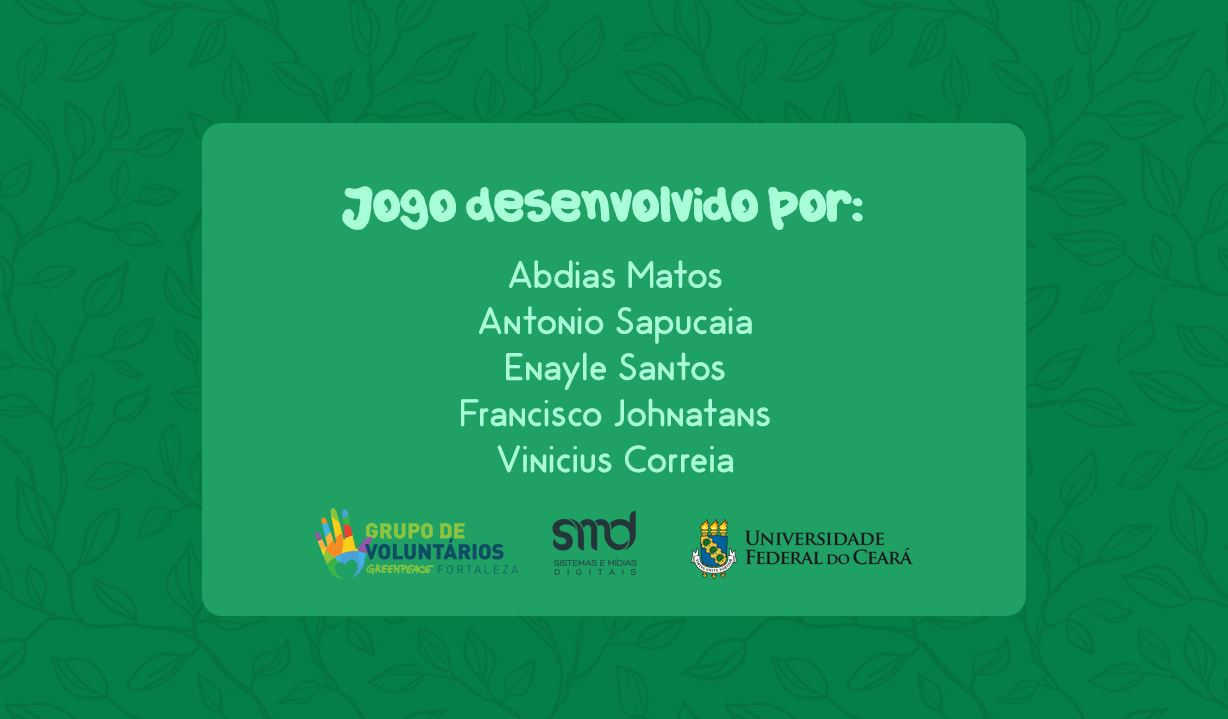 Jogo desenvolvido por:
Abdias Matos
Antonio Sapucaia
Enayle Santos
Francisco Johnatans
Vinicius Correia
GRUPO DE
VOLUNTÁRIOS
GREENPEACE FORTALEZA
smd
SISTEMAS E MÍDIAS
DIGITAIS
UNIVERSIDADE
FEDERAL DO CEARÁ